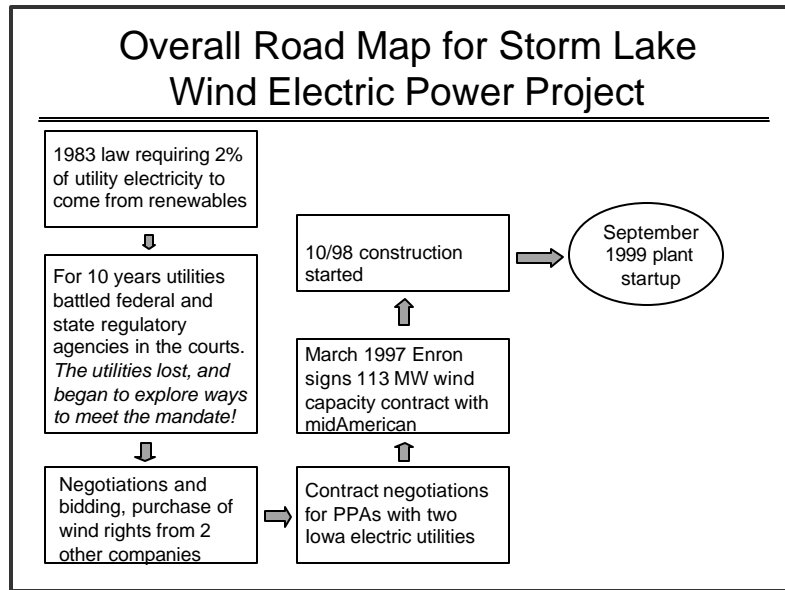 Overall Road Map for Storm Lake
Wind Electric Power Project
1983 law requiring 2%
of utility electricity to
come from renewables
For 10 years utilities
battled federal and
state regulatory
agencies in the courts.
The utilities lost, and
began to explore ways
to meet the mandate!
Negotiations and
bidding, purchase of
wind rights from 2
other companies
Contract negotiations
for PPAs with two
Iowa electric utilities
March 1997 Enron
signs 113 MW wind
capacity contract with
midAmerican
10/98 construction
started
September
1999 plant
startup